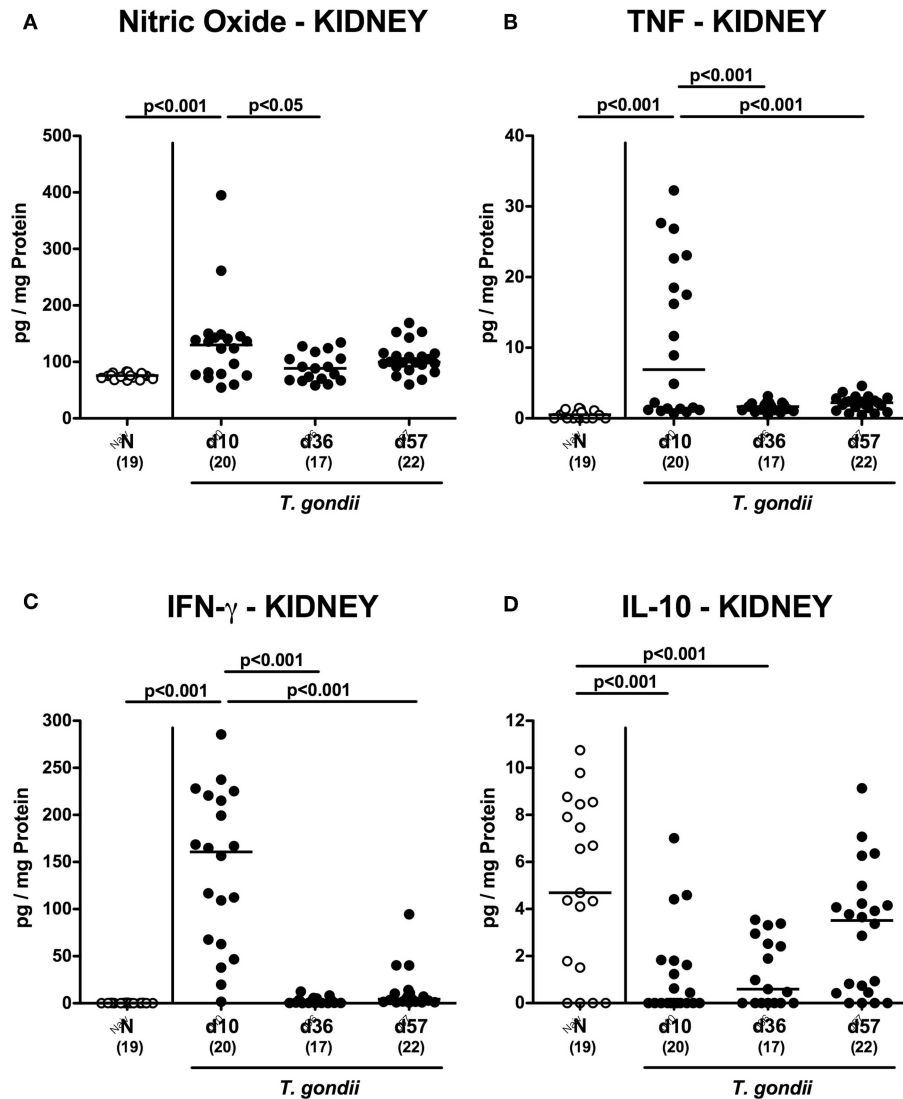 A
Nitric Oxide - KIDNEY
p<0.001
p<0.05
500
400
300
200
100
0
pg / mg Protein
N
d10
d36
d57
(19)
(20)
(17)
(22)
T. gondii
B
TNF - KIDNEY
p<0.001
p<0.001
p<0.001
40
30
20
10
0
pg / mg Protein
N
d10
d36
d57
(19)
(20)
(17)
(22)
T. gondii
C
IFN-γ - KIDNEY
p<0.001
p<0.001
p<0.001
300
250
200
150
100
50
0
pg / mg Protein
N
d10
d36
d57
(19)
(20)
(17)
(22)
T. gondii
D
IL-10 - KIDNEY
p<0.001
p<0.001
12
10
8
6
4
2
0
pg / mg Protein
N
d10
d36
d57
(19)
(20)
(17)
(22)
T. gondii